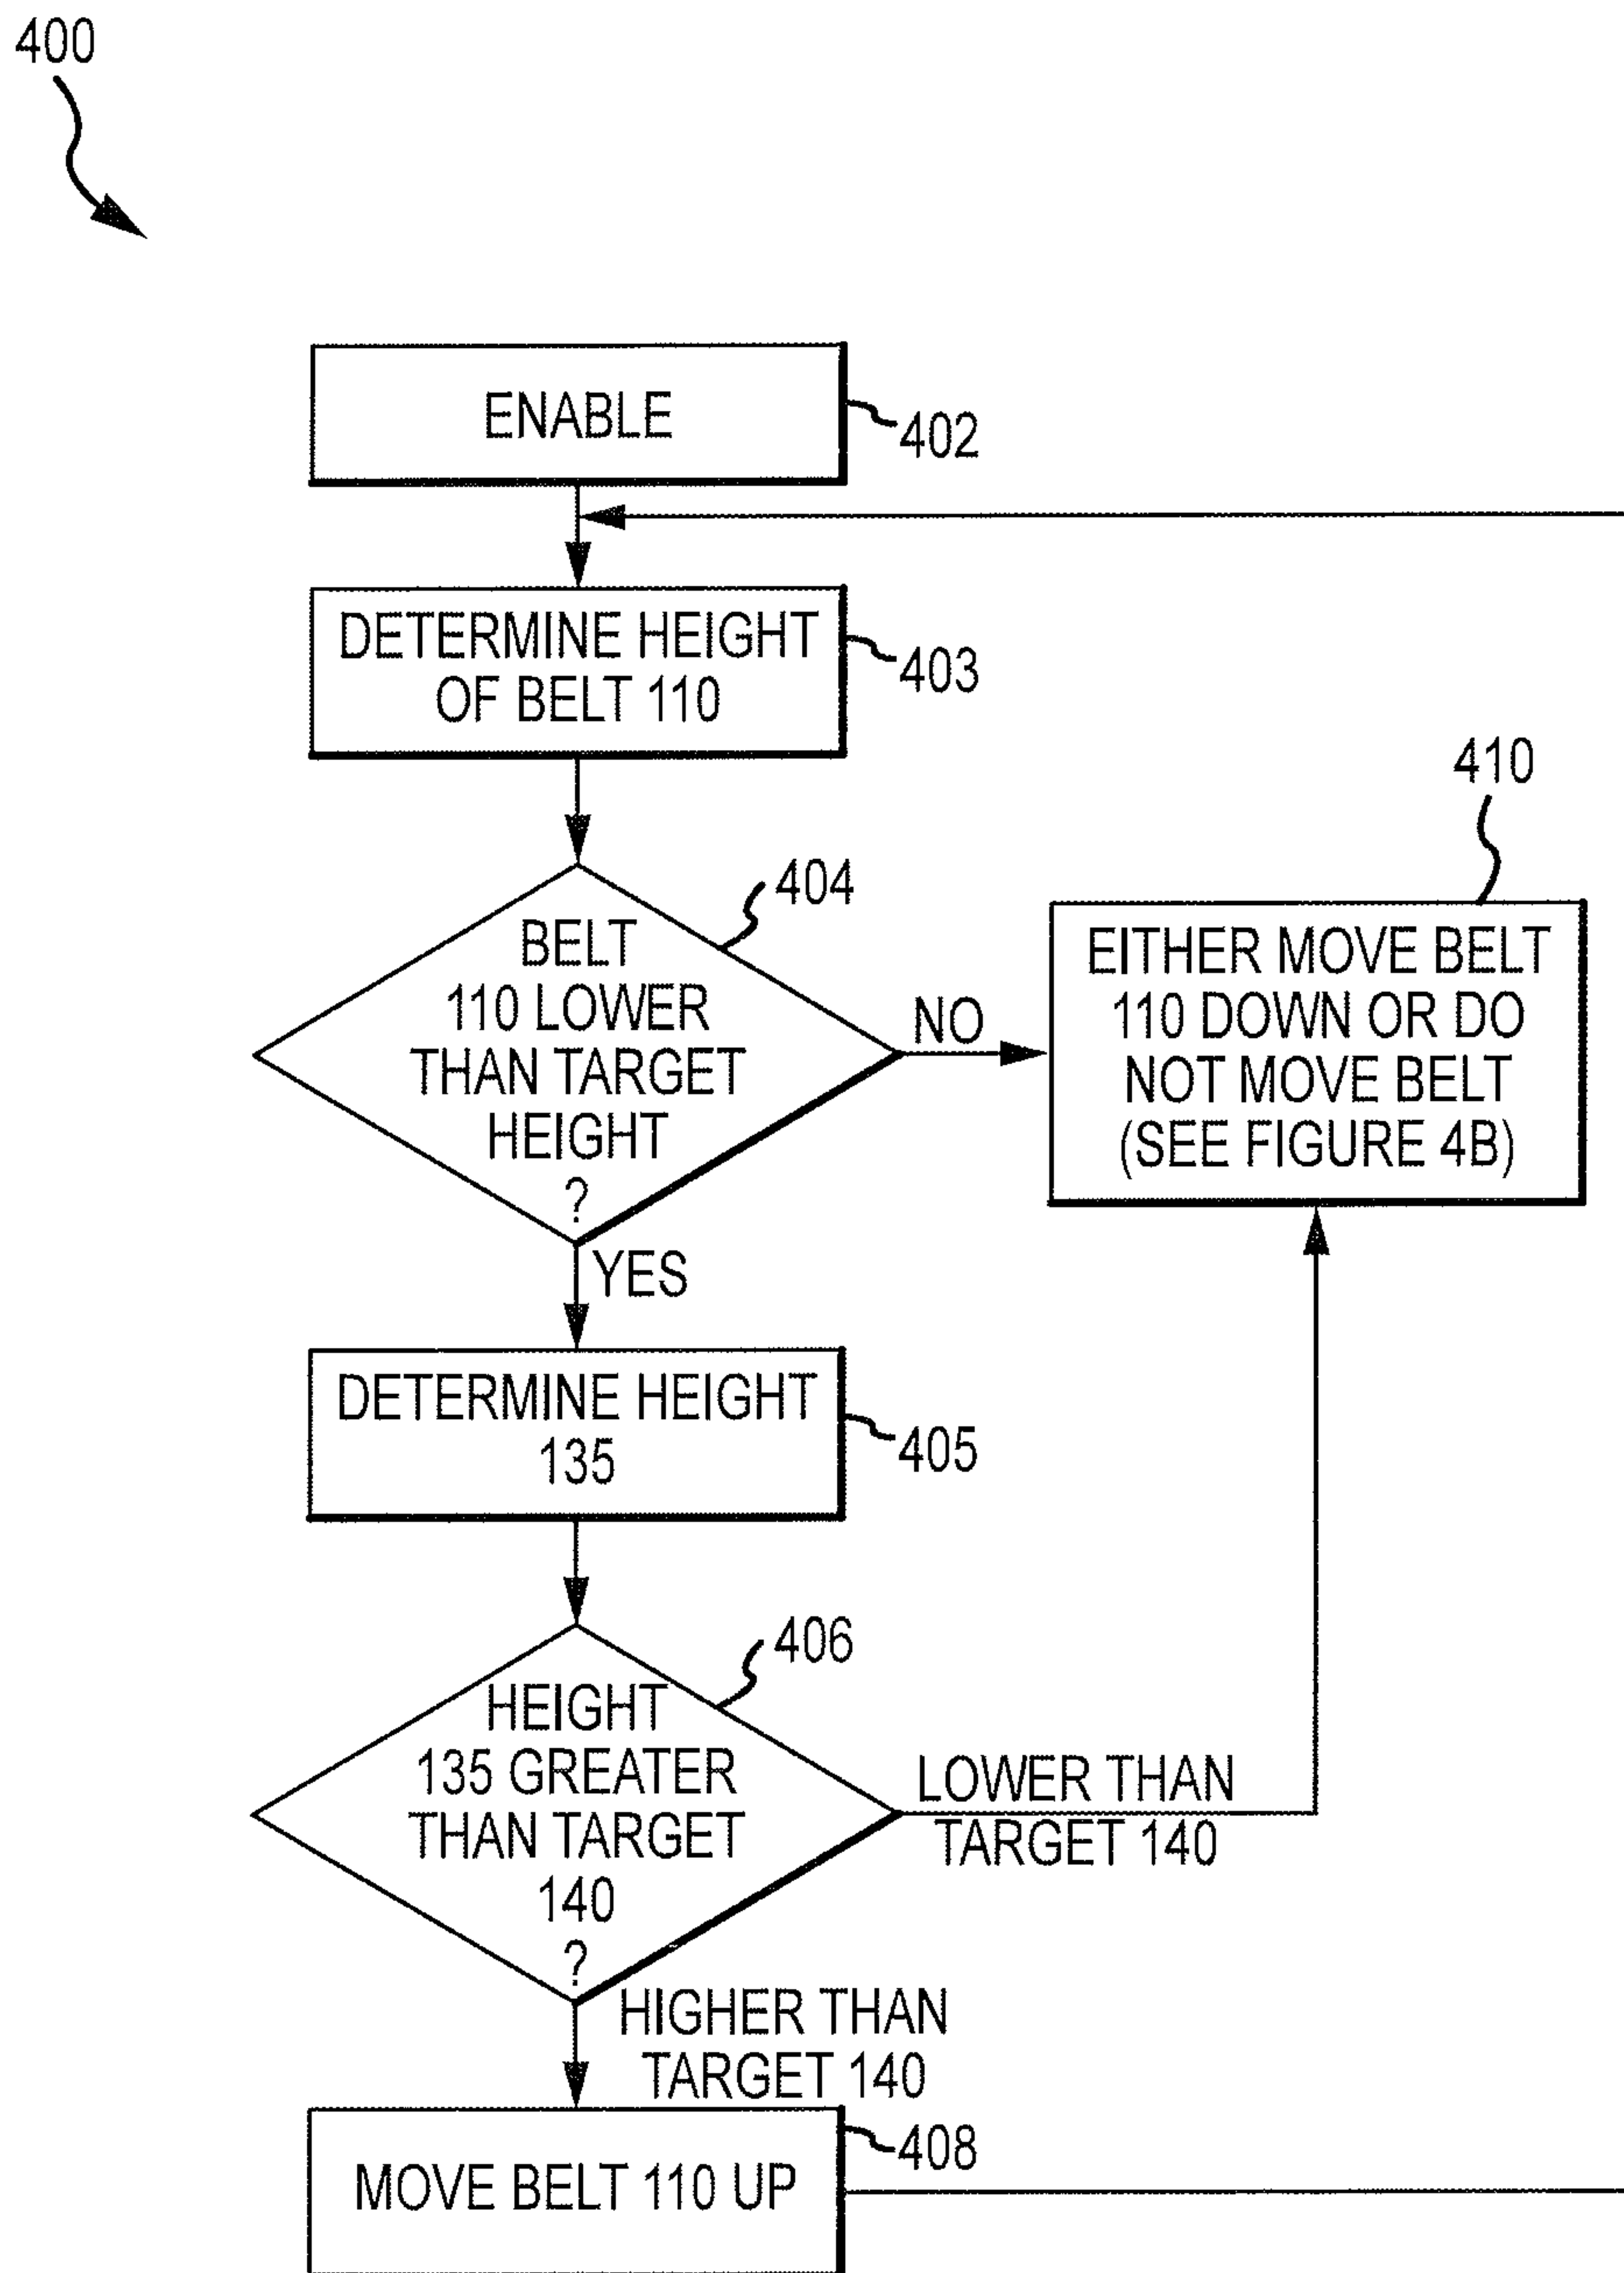 400
ENABLE
402
DETERMINE HEIGHT
OF BELT 110
403
410
404
BELT
110 LOWER
THAN TARGET
HEIGHT
?
NO
EITHER MOVE BELT
110 DOWN OR DO
NOT MOVE BELT
(SEE FIGURE 4B)
YES
DETERMINE HEIGHT
135
405
406
HEIGHT
135 GREATER
THAN TARGET
140
?
LOWER THAN
TARGET 140
HIGHER THAN
TARGET 140
MOVE BELT 110 UP
408